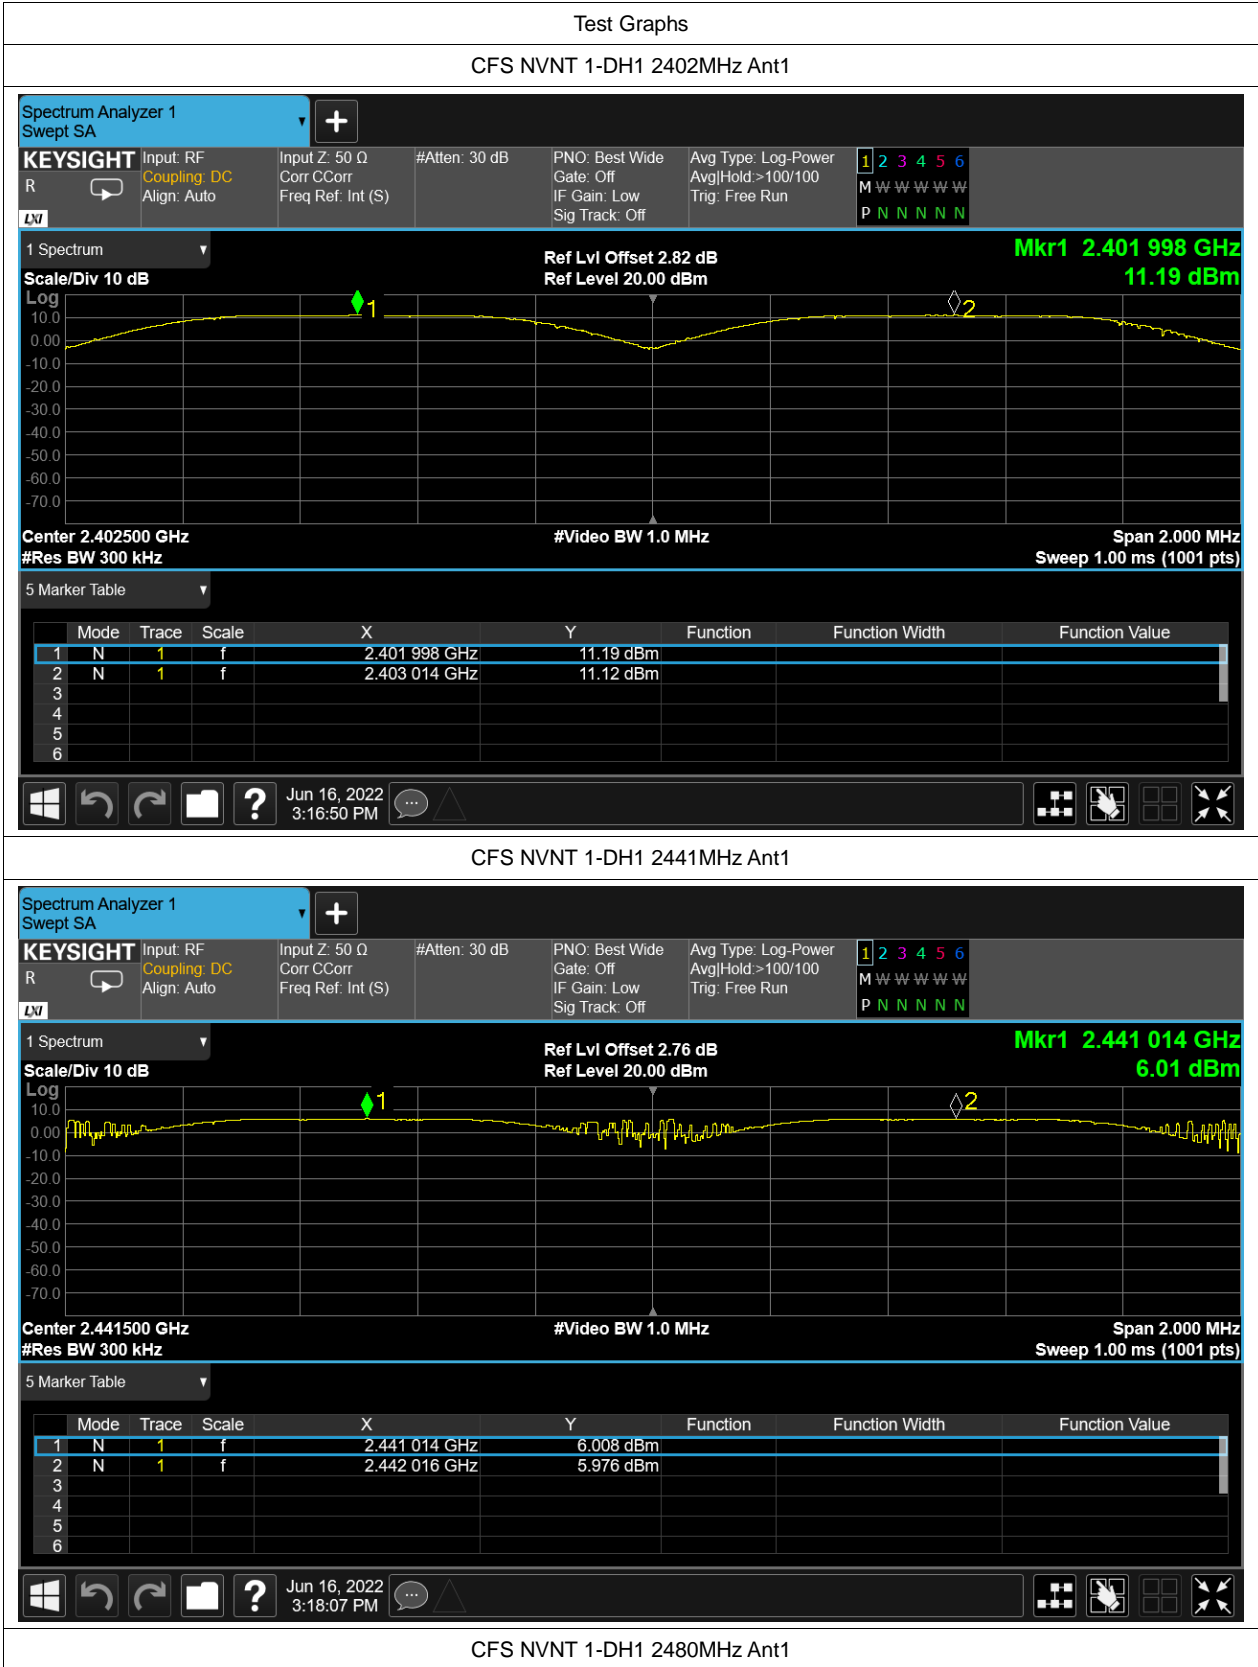 Test Graphs
CFS NVNT 1-DH1 2402MHz Ant1
Spectrum Analyzer 1
Swept SA
KEYSIGHT
R
LXI
Input: RF
Coupling: DC
Align: Auto
Input Z: 50 Ω
Corr CCorr
Freq Ref: Int (S)
#Atten: 30 dB
PNO: Best Wide
Gate: Off
IF Gain: Low
Sig Track: Off
Avg Type: Log-Power
Avg|Hold:>100/100
Trig: Free Run
1 2 3 4 5 6
M W W W W W
P N N N N N
1 Spectrum
Scale/Div 10 dB
Ref Lvl Offset 2.82 dB
Ref Level 20.00 dBm
Mkr1 2.401 998 GHz
11.19 dBm
Log
10.0
0.00
-10.0
-20.0
-30.0
-40.0
-50.0
-60.0
-70.0
1
2
Center 2.402500 GHz
#Video BW 1.0 MHz
Span 2.000 MHz
#Res BW 300 kHz
Sweep 1.00 ms (1001 pts)
5 Marker Table
Mode Trace Scale X Y Function Function Width Function Value
1 N 1 f 2.401 998 GHz 11.19 dBm
2 N 1 f 2.403 014 GHz 11.12 dBm
3
4
5
6
?
Jun 16, 2022
3:16:50 PM
CFS NVNT 1-DH1 2441MHz Ant1
Spectrum Analyzer 1
Swept SA
KEYSIGHT
R
LXI
Input: RF
Coupling: DC
Align: Auto
Input Z: 50 Ω
Corr CCorr
Freq Ref: Int (S)
#Atten: 30 dB
PNO: Best Wide
Gate: Off
IF Gain: Low
Sig Track: Off
Avg Type: Log-Power
Avg|Hold:>100/100
Trig: Free Run
1 2 3 4 5 6
M W W W W W
P N N N N N
1 Spectrum
Scale/Div 10 dB
Ref Lvl Offset 2.76 dB
Ref Level 20.00 dBm
Mkr1 2.441 014 GHz
6.01 dBm
Log
10.0
0.00
-10.0
-20.0
-30.0
-40.0
-50.0
-60.0
-70.0
1
2
Center 2.441500 GHz
#Video BW 1.0 MHz
Span 2.000 MHz
#Res BW 300 kHz
Sweep 1.00 ms (1001 pts)
5 Marker Table
Mode Trace Scale X Y Function Function Width Function Value
1 N 1 f 2.441 014 GHz 6.008 dBm
2 N 1 f 2.442 016 GHz 5.976 dBm
3
4
5
6
?
Jun 16, 2022
3:18:07 PM
CFS NVNT 1-DH1 2480MHz Ant1